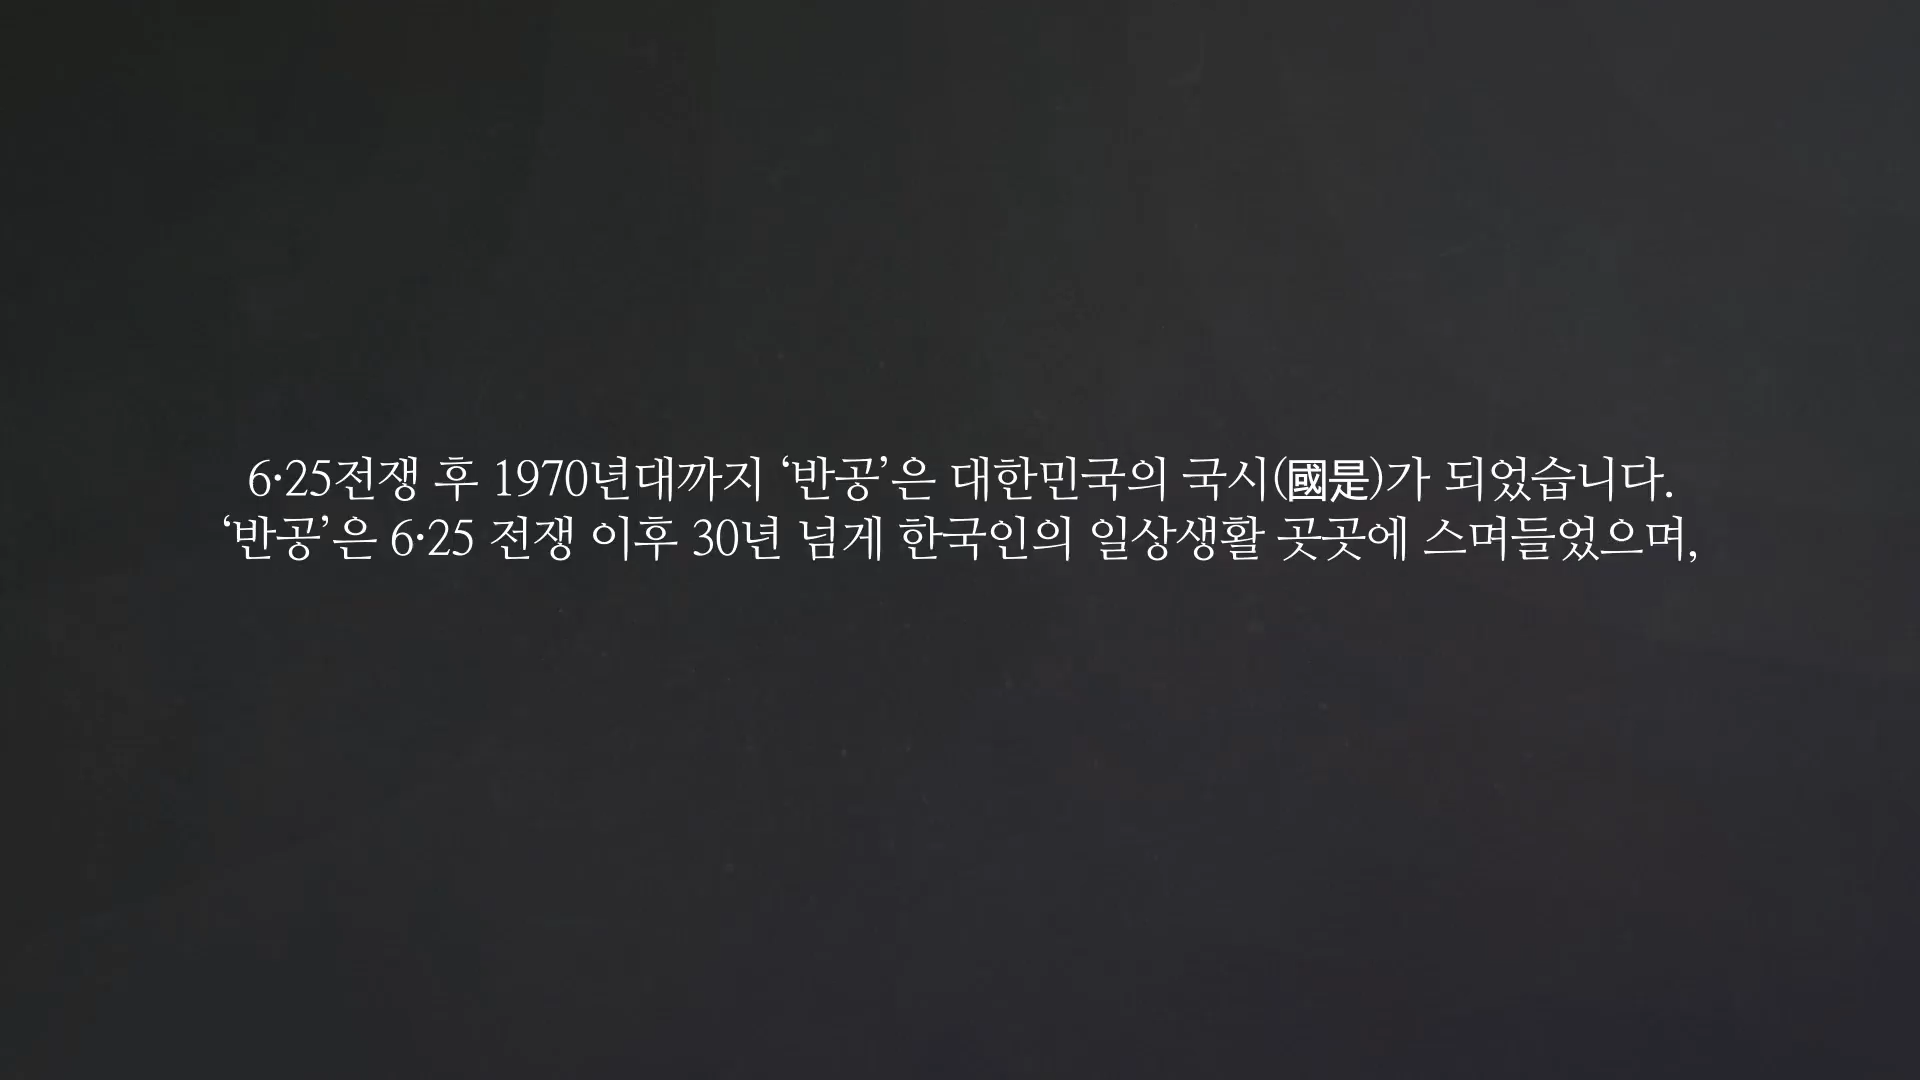 6·25전쟁 후 1970년대까지 ‘반공’은 대한민국의 국시(國是)가 되었습니다.
‘반공’은 6·25 전쟁 이후 30년 넘게 한국인의 일상생활 곳곳에 스며들었으며,